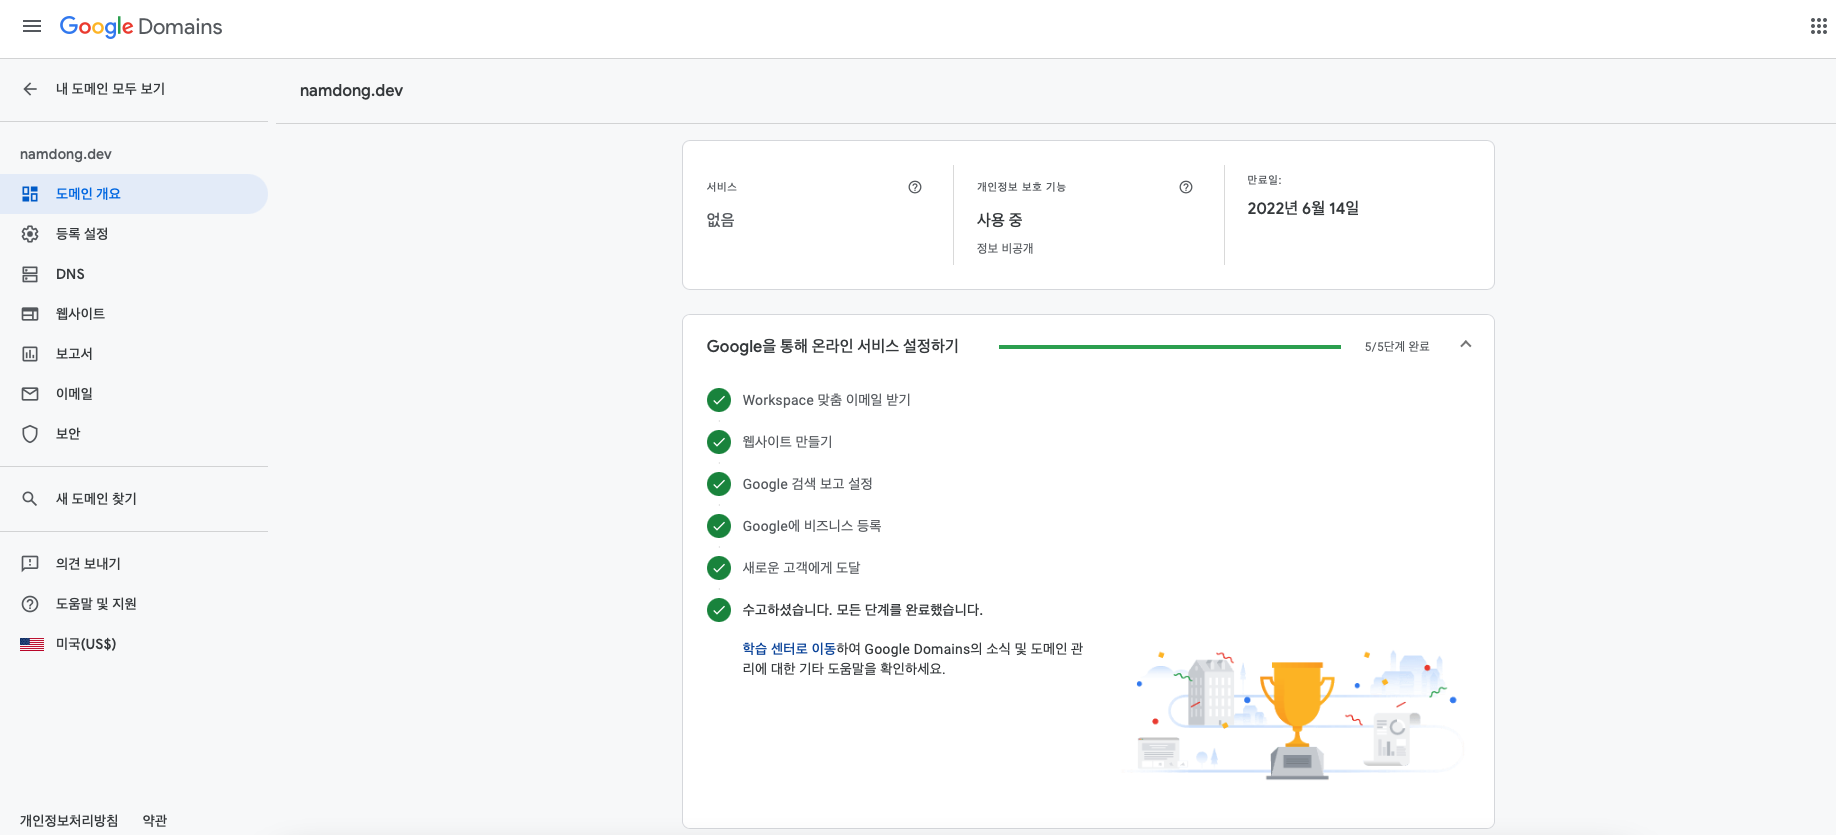 Google Domains
내 도메인 모두 보기
namdong.dev
namdong.dev
도메인 개요
등록 설정
DNS
웹사이트
보고서
이메일
보안
새 도메인 찾기
의견 보내기
도움말 및 지원
미국(US$)
개인정보처리방침
약관
서비스
없음
개인정보 보호 기능
사용 중
정보 비공개
만료일:
2022년 6월 14일
Google을 통해 온라인 서비스 설정하기
5/5단계 완료
Workspace 맞춤 이메일 받기
웹사이트 만들기
Google 검색 보고 설정
Google에 비즈니스 등록
새로운 고객에게 도달
수고하셨습니다. 모든 단계를 완료했습니다.
학습 센터로 이동하여 Google Domains의 소식 및 도메인 관
리에 대한 기타 도움말을 확인하세요.